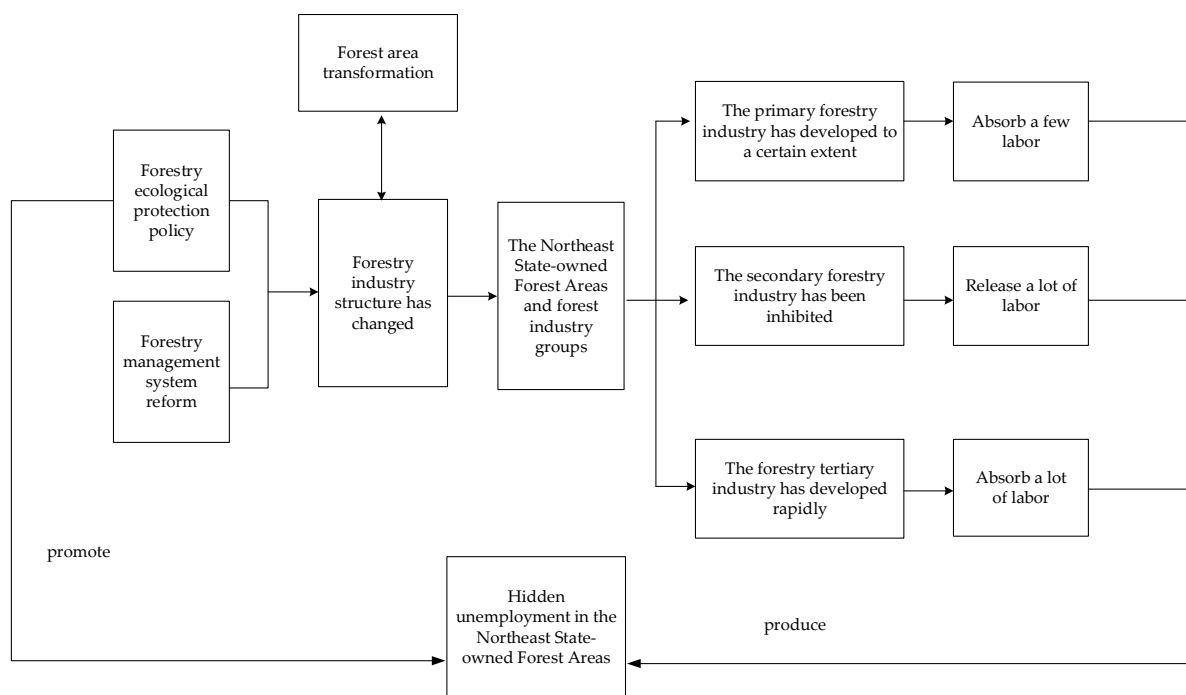 Forest area
transformation
Forestry
ecological
protection
policy
Forestry
management
system
reform
Forestry
industry
structure has
changed
The Northeast
State-owned
Forest Areas
and forest
industry
groups
The primary forestry
industry has developed to
a certain extent
Absorb a few
labor
The secondary forestry
industry has been
inhibited
Release a lot of
labor
The forestry tertiary
industry has developed
rapidly
Absorb a lot
of labor
promote
Hidden
unemployment in the
Northeast State-
owned Forest Areas
produce